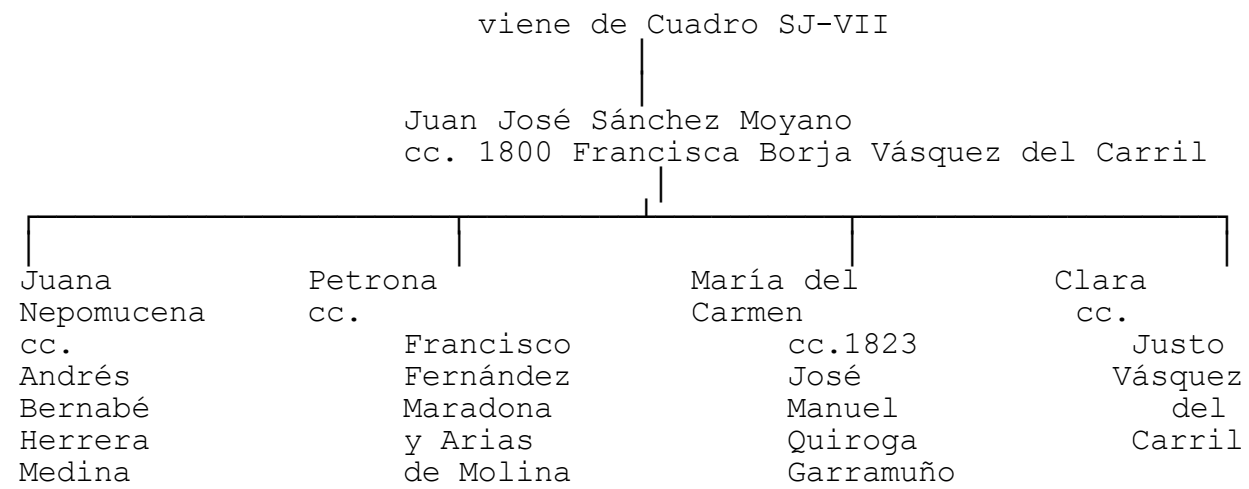 viene de Cuadro SJ-VII
Juan José Sánchez Moyano
cc. 1800 Francisca Borja Vásquez del Carril
Juana Petrona María del Clara
Nepomucena cc. Carmen cc.
cc. Francisco cc.1823 Justo
Andrés Fernández José Vásquez
Bernabé Maradona Manuel del
Herrera y Arias Quiroga Carril
Medina de Molina Garramuño